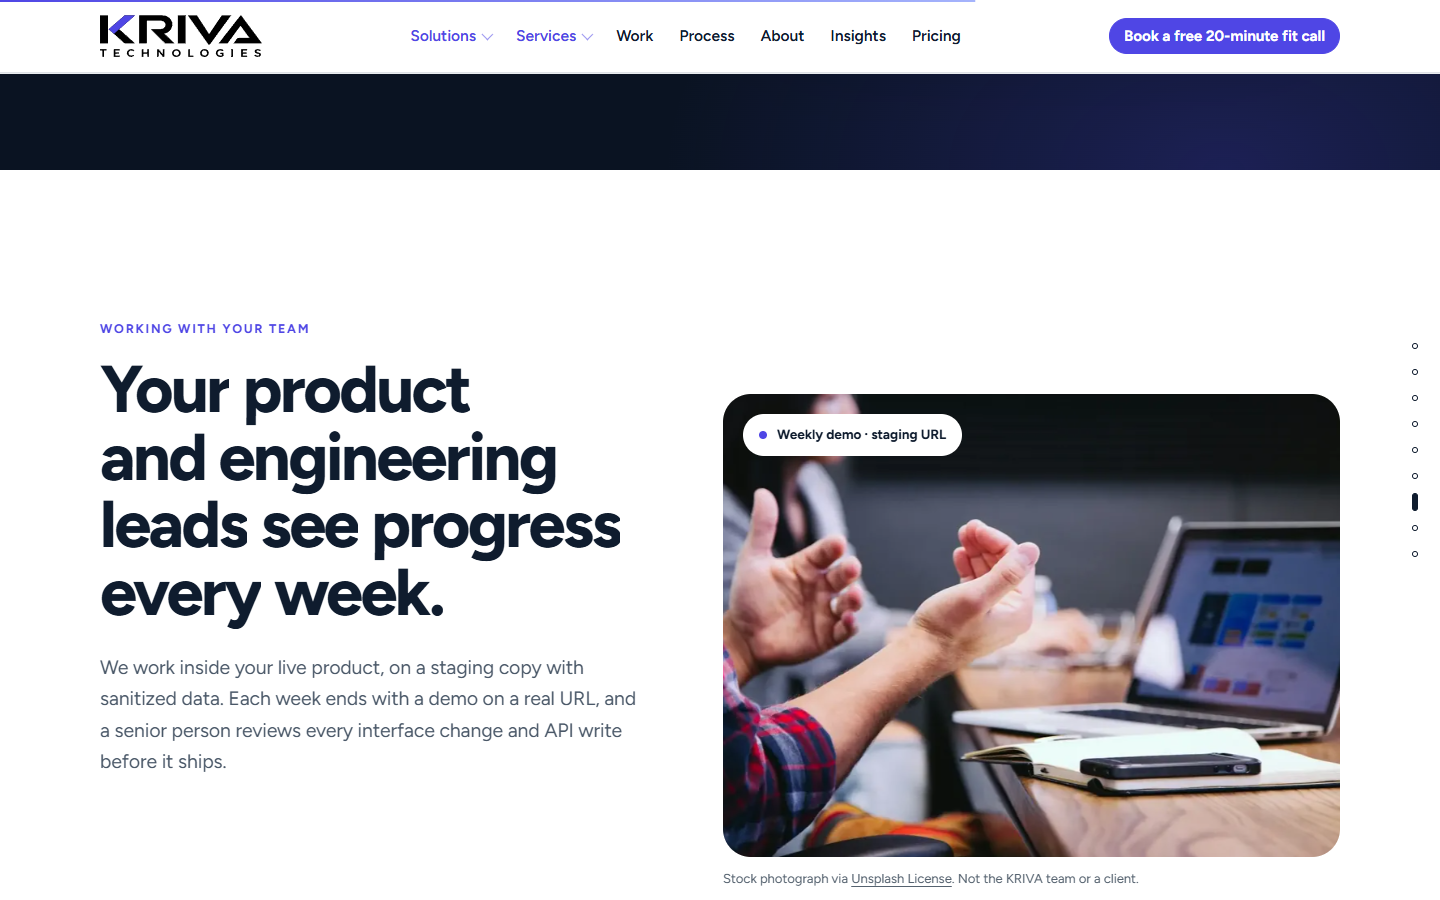 KRIVA
TECHNOLOGIES
Solutions
Services
Work
Process
About
Insights
Pricing
Book a free 20-minute fit call
WORKING WITH YOUR TEAM
Your product
and engineering
leads see progress
every week.
We work inside your live product, on a staging copy with
sanitized data. Each week ends with a demo on a real URL, and
a senior person reviews every interface change and API write
before it ships.
Weekly demo · staging URL
Stock photograph via Unsplash License. Not the KRIVA team or a client.